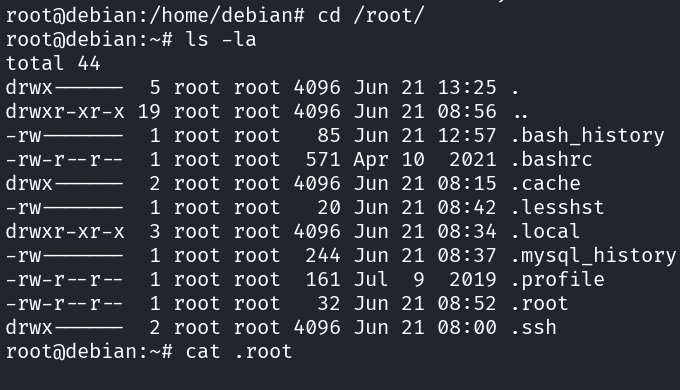 root@debian:/home/debian# cd /root/
root@debian:~# ls -la
total 44
drwx------  5 root root 4096 Jun 21 13:25 .
drwxr-xr-x 19 root root 4096 Jun 21 08:56 ..
-rw-------  1 root root   85 Jun 21 12:57 .bash_history
-rw-r--r--  1 root root  571 Apr 10  2021 .bashrc
drwx------  2 root root 4096 Jun 21 08:15 .cache
-rw-------  1 root root   20 Jun 21 08:42 .lesshst
drwxr-xr-x  3 root root 4096 Jun 21 08:34 .local
-rw-------  1 root root  244 Jun 21 08:37 .mysql_history
-rw-r--r--  1 root root  161 Jul  9  2019 .profile
-rw-r--r--  1 root root   32 Jun 21 08:52 .root
drwx------  2 root root 4096 Jun 21 08:00 .ssh
root@debian:~# cat .root